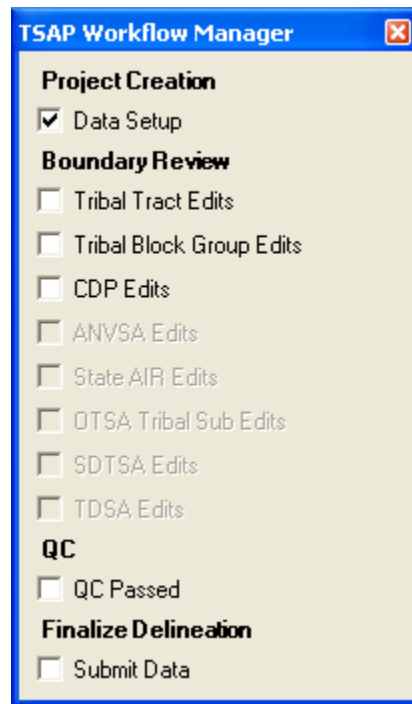 TSAP Workflow Manager
Project Creation
Data Setup
Boundary Review
Tribal Tract Edits
Tribal Block Group Edits
CDP Edits
ANVSA Edits
State AIR Edits
OTSA Tribal Sub Edits
SDTSA Edits
TDSA Edits
QC
QC Passed
Finalize Delineation
Submit Data